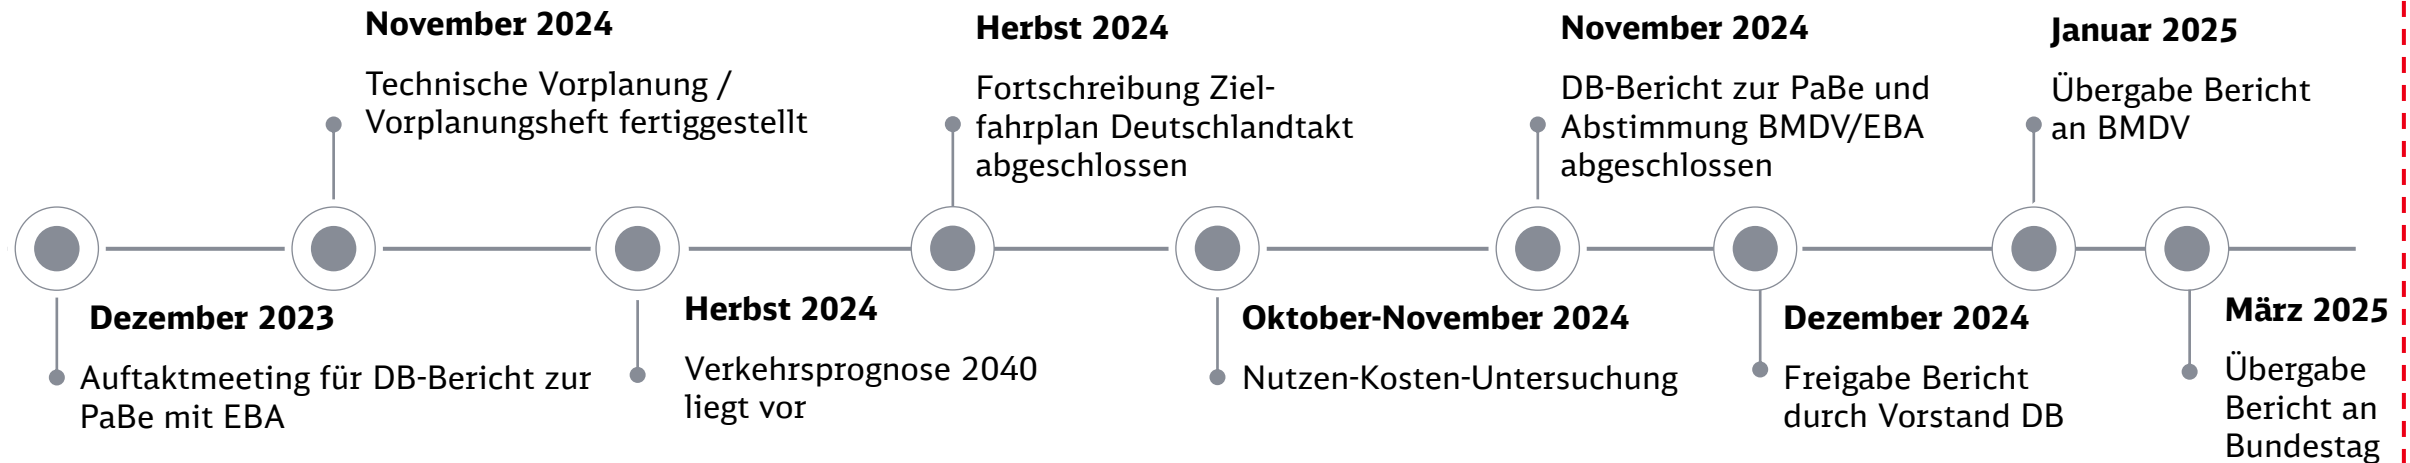 Dezember 2023
Auftaktmeeting für DB-Bericht zur
PaBe mit EBA
November 2024
Technische Vorplanung /
Vorplanungsheft fertiggestellt
Herbst 2024
Verkehrsprognose 2040
liegt vor
Herbst 2024
Fortschreibung Ziel-
fahrplan Deutschlandtakt
abgeschlossen
Oktober-November 2024
Nutzen-Kosten-Untersuchung
November 2024
DB-Bericht zur PaBe und
Abstimmung BMDV/EBA
abgeschlossen
Dezember 2024
Freigabe Bericht
durch Vorstand DB
Januar 2025
Übergabe Bericht
an BMDV
März 2025
Übergabe
Bericht an
Bundestag